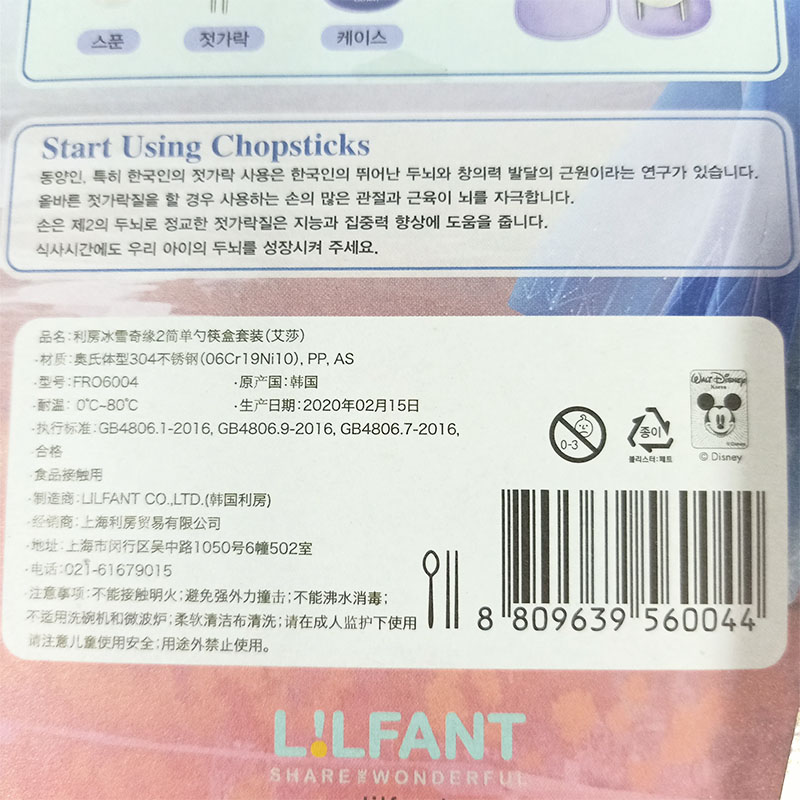 스푼
젓가락
케이스
Start Using Chopsticks
동양인, 특히 한국인의 젓가락 사용은 한국인의 뛰어난 두뇌와 창의력 발달의 근원이라는 연구가 있습니다.
올바른 젓가락질을 할 경우 사용하는 손의 많은 관절과 근육이 뇌를 자극합니다.
손은 제2의 두뇌로 정교한 젓가락질은 지능과 집중력 향상에 도움을 줍니다.
식사시간에도 우리 아이의 두뇌를 성장시켜 주세요.
品名: 利房冰雪奇缘2简单勺筷盒套装(艾莎)
·材质: 奥氏体型304不锈钢(06Cr19Ni10), PP, AS
·型号: FRO6004 ·原产国: 韩国
·耐温: 0℃~80℃ ·生产日期: 2020年02月15日
·执行标准: GB4806.1-2016, GB4806.9-2016, GB4806.7-2016,
·合格
·食品接触用
·制造商: LILFANT CO.,LTD.(韩国利房)
·经销商: 上海利房贸易有限公司
·地址: 上海市闵行区吴中路1050号6幢502室
·电话: 021-61679015
·注意事项: 不能接触明火; 避免强外力撞击; 不能沸水消毒;
不适用洗碗机和微波炉; 柔软清洁布清洗; 请在成人监护下使用
请注意儿童使用安全; 用途外禁止使用。
0-3
종이
블리스터: 페트
WALT DISNEY
Korea
©Disney
© Disney
8 809639 560044
LILFANT
SHARE THE WONDERFUL